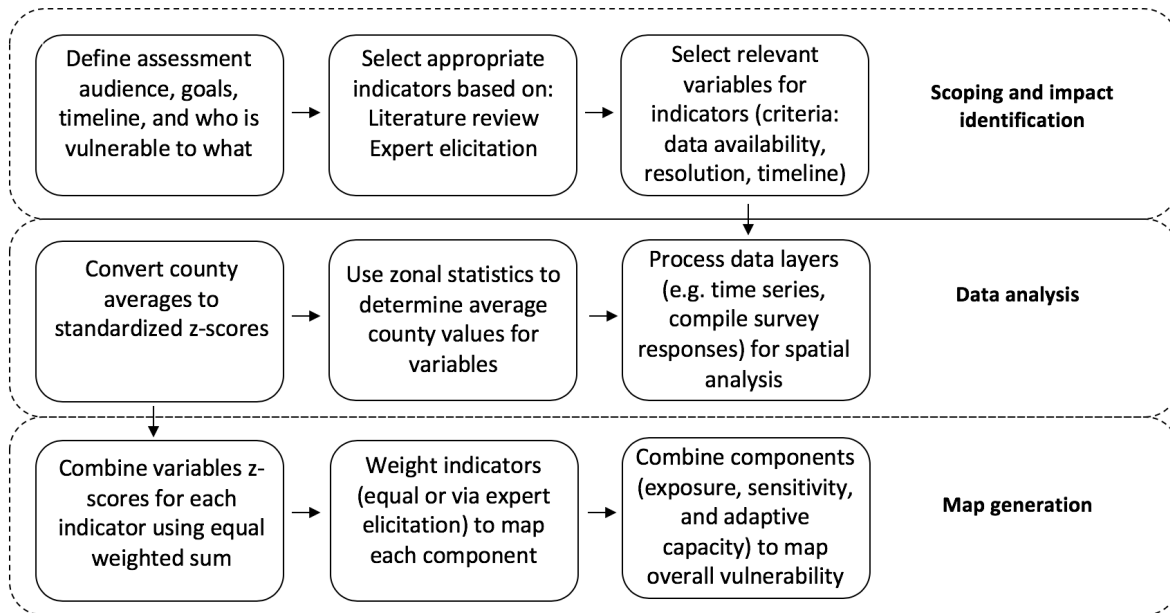 Define assessment
audience, goals,
timeline, and who is
vulnerable to what
Select appropriate
indicators based on:
Literature review
Expert elicitation
Select relevant
variables for
indicators (criteria:
data availability,
resolution, timeline)
Scoping and impact
identification
Convert county
averages to
standardized z-scores
Use zonal statistics to
determine average
county values for
variables
Process data layers
(e.g. time series,
compile survey
responses) for spatial
analysis
Data analysis
Combine variables z-
scores for each
indicator using equal
weighted sum
Weight indicators
(equal or via expert
elicitation) to map
each component
Combine components
(exposure, sensitivity,
and adaptive
capacity) to map
overall vulnerability
Map generation